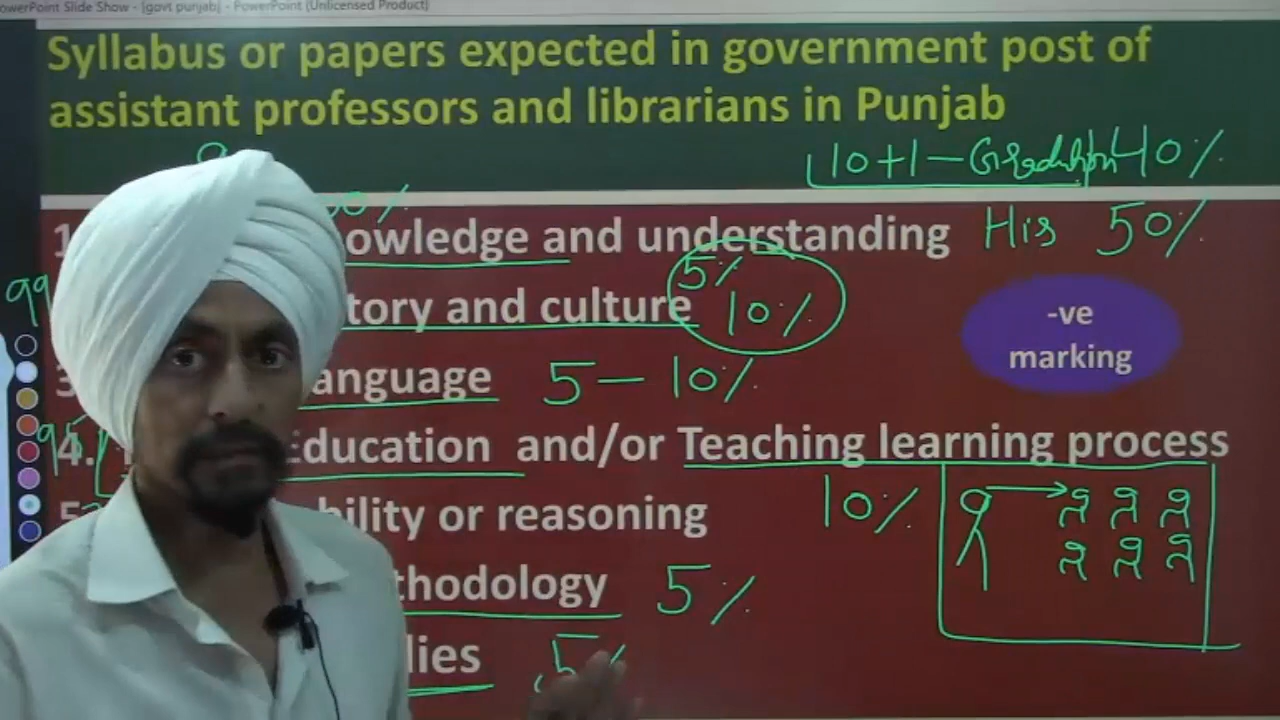 PowerPoint Slide Show - [govt punjab] - PowerPoint (Unlicensed Product)
Syllabus or papers expected in government post of
assistant professors and librarians in Punjab
10+1 — Graduation 40%
owledge and understanding His 50%
tory and culture 5% 10%
-ve
marking
anguage 5 — 10%
4. Education and/or Teaching learning process
bility or reasoning 10%
thodology 5%
lies 5%